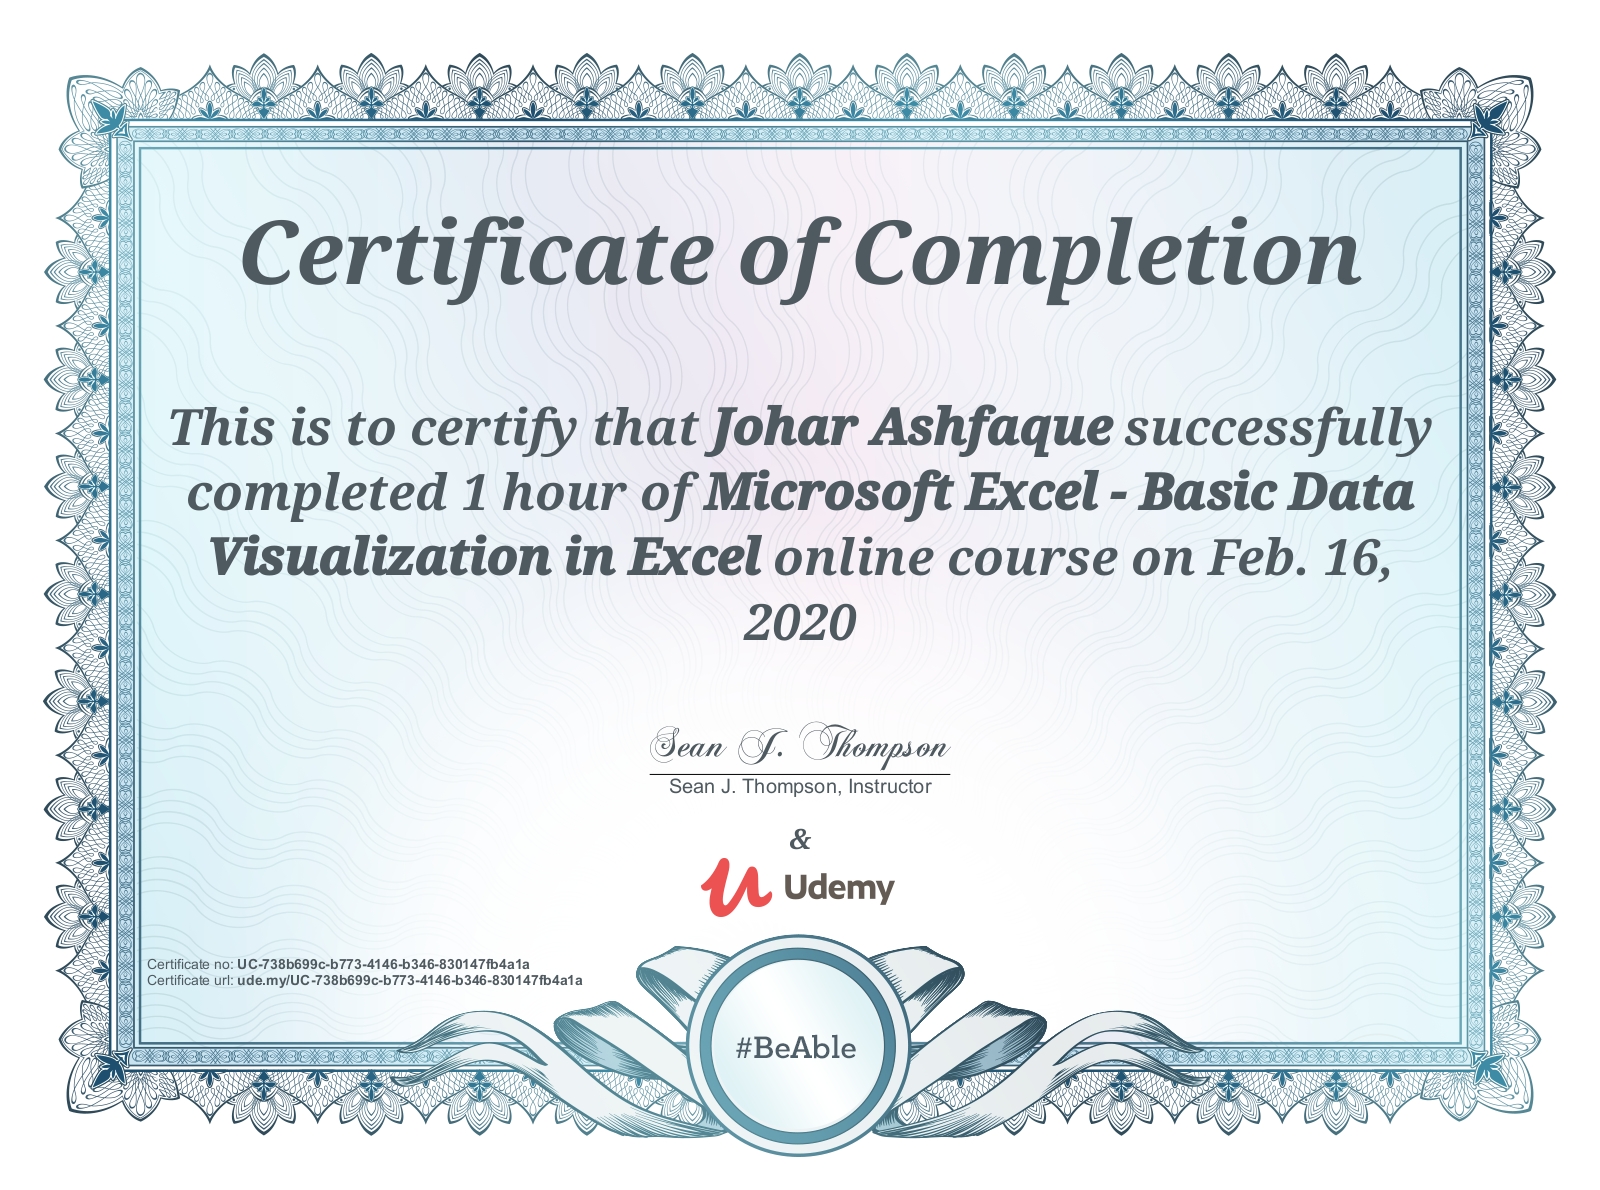 Certificate of Completion
This is to certify that Johar Ashfaque successfully
completed 1 hour of Microsoft Excel - Basic Data
Visualization in Excel online course on Feb. 16,
2020
Sean J. Thompson
Sean J. Thompson, Instructor
&
Udemy
Certificate no: UC-738b699c-b773-4146-b346-830147fb4a1a
Certificate url: ude.my/UC-738b699c-b773-4146-b346-830147fb4a1a
#BeAble